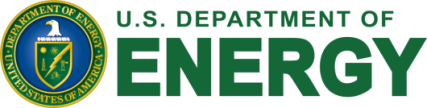 DEPARTMENT OF ENERGY
UNITED STATES OF AMERICA
U.S. DEPARTMENT OF
ENERGY